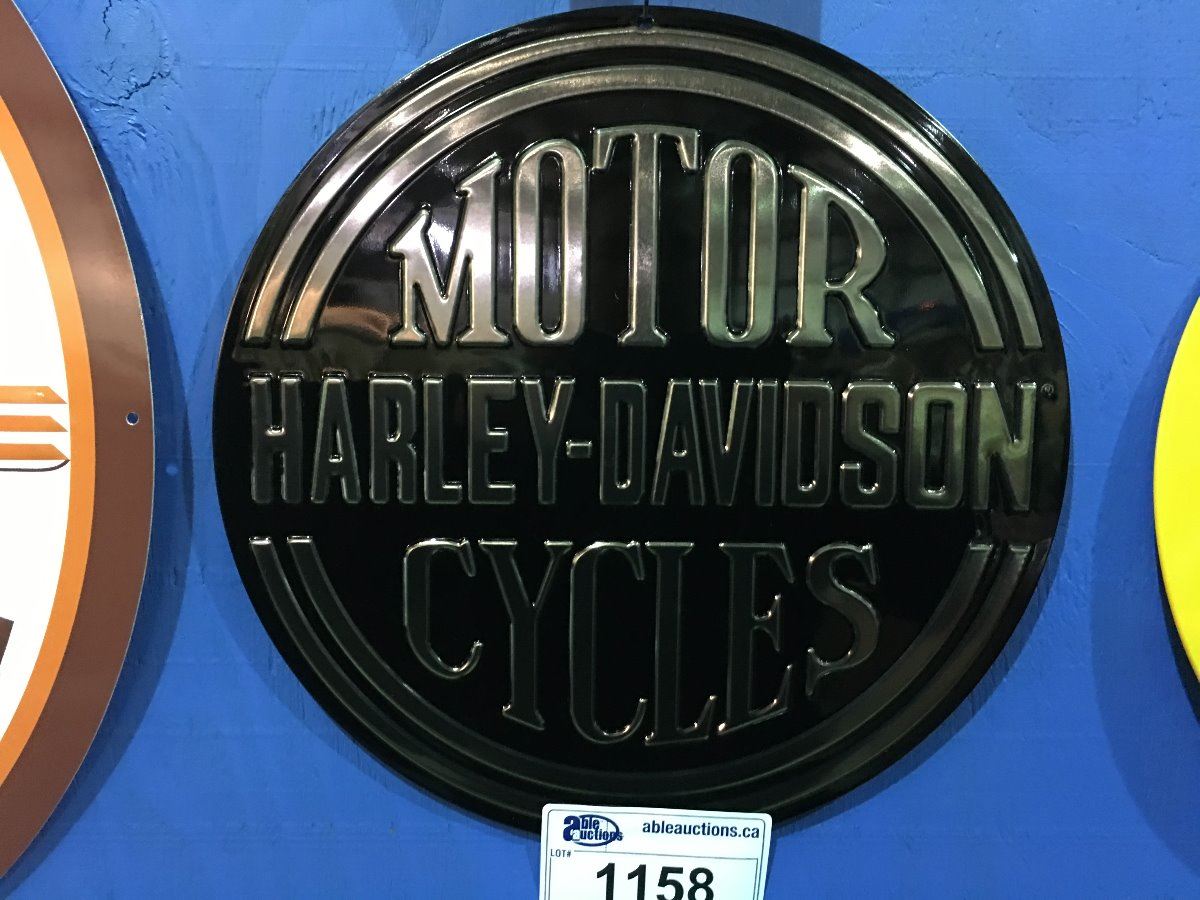 MOTOR
HARLEY-DAVIDSON®
CYCLES
able auctions
ableauctions.ca
LOT#
1158